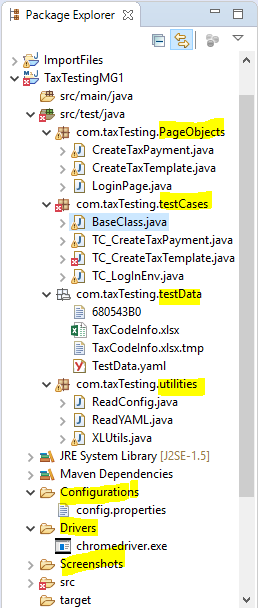 Package Explorer
ImportFiles
TaxTestingMG1
src/main/java
src/test/java
com.taxTesting.PageObjects
CreateTaxPayment.java
CreateTaxTemplate.java
LoginPage.java
com.taxTesting.testCases
BaseClass.java
TC_CreateTaxPayment.java
TC_CreateTaxTemplate.java
TC_LogInEnv.java
com.taxTesting.testData
680543B0
TaxCodeInfo.xlsx
TaxCodeInfo.xlsx.tmp
TestData.yaml
com.taxTesting.utilities
ReadConfig.java
ReadYAML.java
XLUtils.java
JRE System Library [J2SE-1.5]
Maven Dependencies
Configurations
config.properties
Drivers
chromedriver.exe
Screenshots
src
target